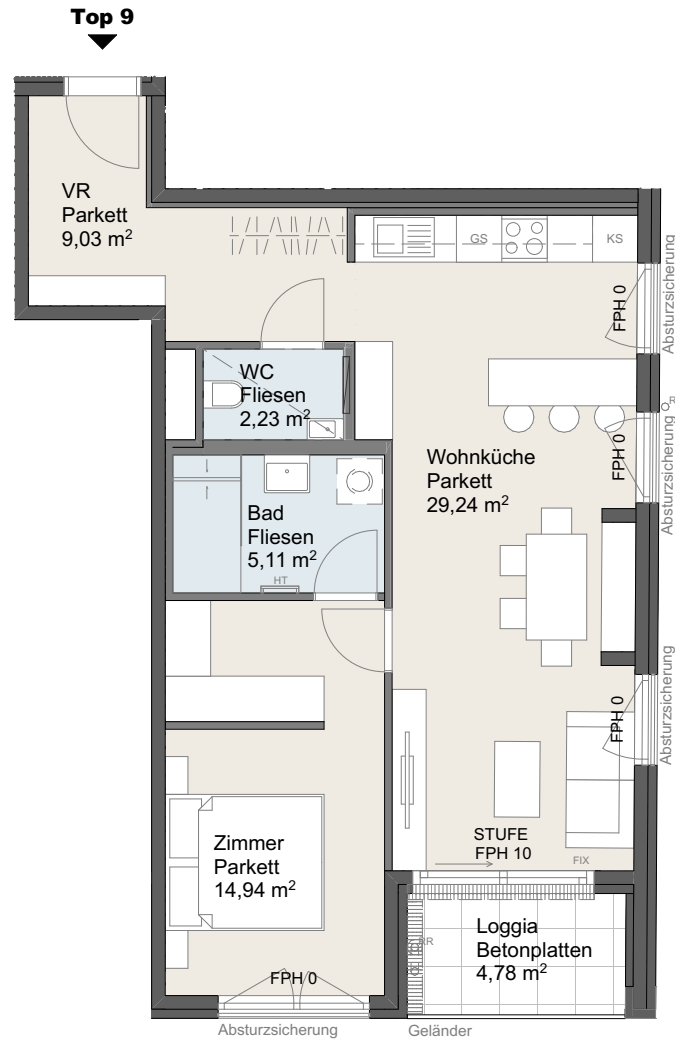 Top 9
VR
Parkett
9,03 m²
GS
KS
FPH 0
Absturzsicherung
WC
Fliesen
2,23 m²
R
FPH 0
Absturzsicherung
Wohnküche
Parkett
29,24 m²
Bad
Fliesen
5,11 m²
HT
FPH 0
Absturzsicherung
STUFE
FPH 10
FIX
Zimmer
Parkett
14,94 m²
RR
Loggia
Betonplatten
4,78 m²
FPH 0
Absturzsicherung
Geländer